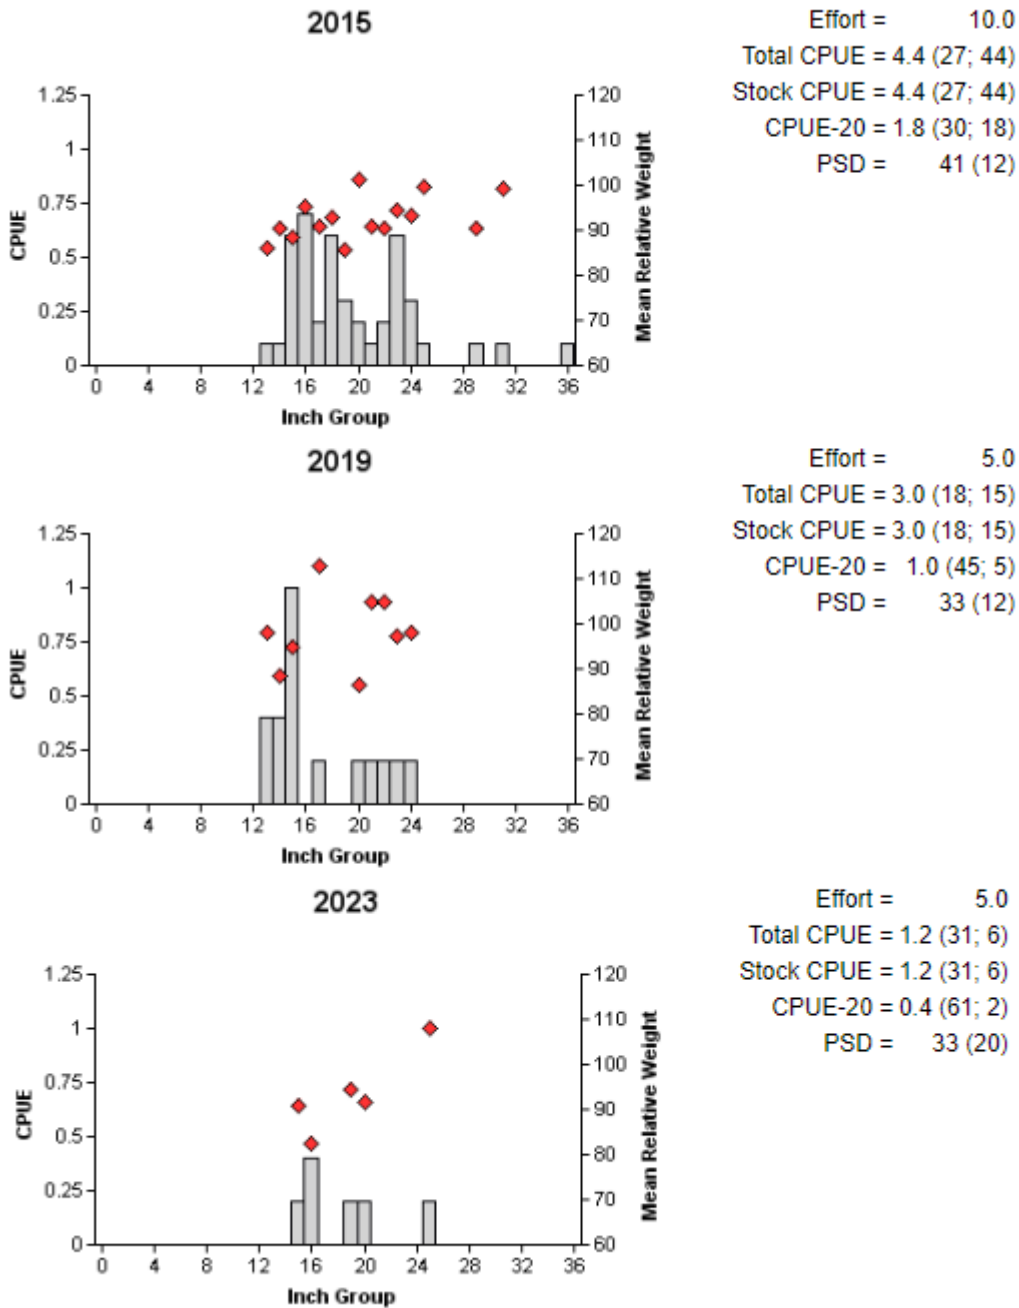 2015
Effort = 10.0
Total CPUE = 4.4 (27; 44)
Stock CPUE = 4.4 (27; 44)
CPUE-20 = 1.8 (30; 18)
PSD = 41 (12)
1.25
1
0.75
0.5
0.25
0
CPUE
120
110
100
90
80
70
60
Mean Relative Weight
0 4 8 12 16 20 24 28 32 36
Inch Group
2019
Effort = 5.0
Total CPUE = 3.0 (18; 15)
Stock CPUE = 3.0 (18; 15)
CPUE-20 = 1.0 (45; 5)
PSD = 33 (12)
1.25
1
0.75
0.5
0.25
0
CPUE
120
110
100
90
80
70
60
Mean Relative Weight
0 4 8 12 16 20 24 28 32 36
Inch Group
2023
Effort = 5.0
Total CPUE = 1.2 (31; 6)
Stock CPUE = 1.2 (31; 6)
CPUE-20 = 0.4 (61; 2)
PSD = 33 (20)
1.25
1
0.75
0.5
0.25
0
CPUE
120
110
100
90
80
70
60
Mean Relative Weight
0 4 8 12 16 20 24 28 32 36
Inch Group